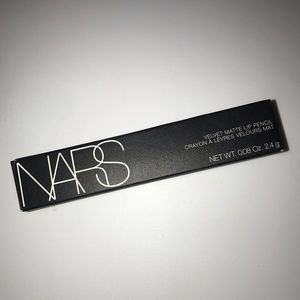 NARS
VELVET MATTE LIP PENCIL
CRAYON À LÈVRES VELOURS MAT
NET WT. 0.08 Oz. 2.4 g